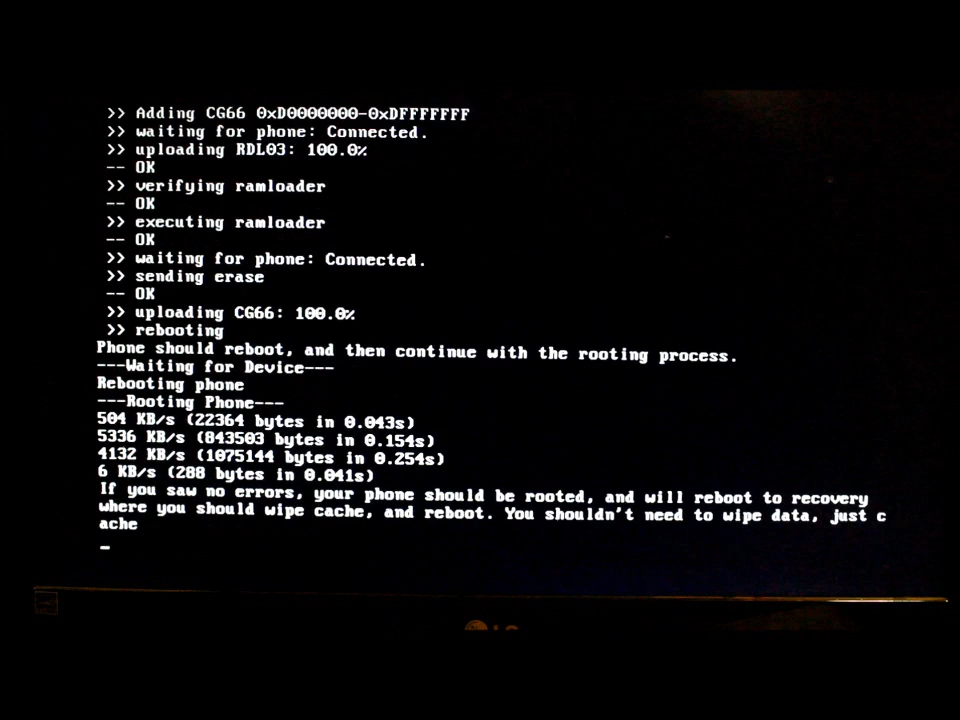 >> Adding CG66 0xD0000000-0xDFFFFFFF
>> waiting for phone: Connected.
>> uploading RDL03: 100.0%
-- OK
>> verifying ramloader
-- OK
>> executing ramloader
-- OK
>> waiting for phone: Connected.
>> sending erase
-- OK
>> uploading CG66: 100.0%
>> rebooting
Phone should reboot, and then continue with the rooting process.
---Waiting for Device---
Rebooting phone
---Rooting Phone---
504 KB/s (22364 bytes in 0.043s)
5336 KB/s (843503 bytes in 0.154s)
4132 KB/s (1075144 bytes in 0.254s)
6 KB/s (288 bytes in 0.041s)
If you saw no errors, your phone should be rooted, and will reboot to recovery
where you should wipe cache, and reboot. You shouldn't need to wipe data, just c
ache
_
LG